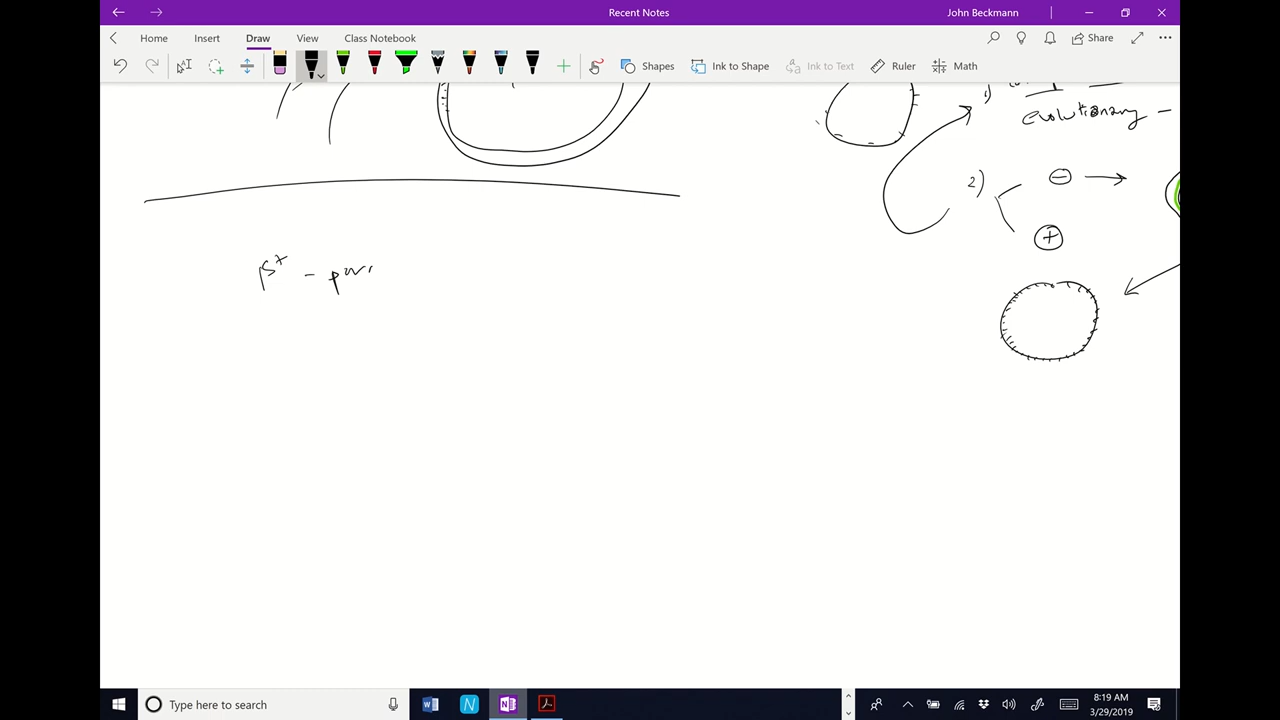 Recent Notes
John Beckmann
Home Insert Draw View Class Notebook
Share
Shapes Ink to Shape Ink to Text Ruler Math
1)
evolutionary -
2) ⊖ →
⊕
Type here to search
8:19 AM
3/29/2019